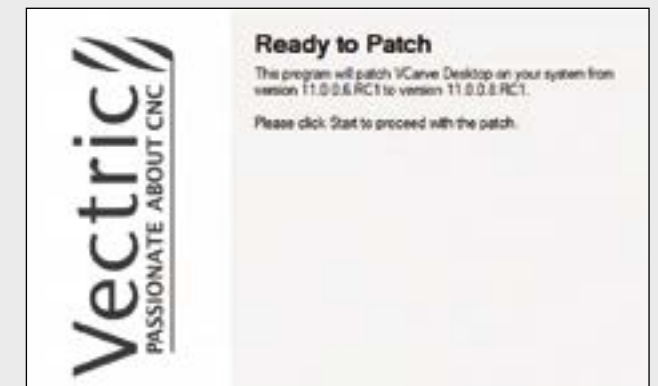 Vectric
PASSIONATE ABOUT CNC
Ready to Patch
This program will patch VCarve Desktop on your system from
version 11.0.0.6.RC1 to version 11.0.0.8.RC1.
Please click Start to proceed with the patch.